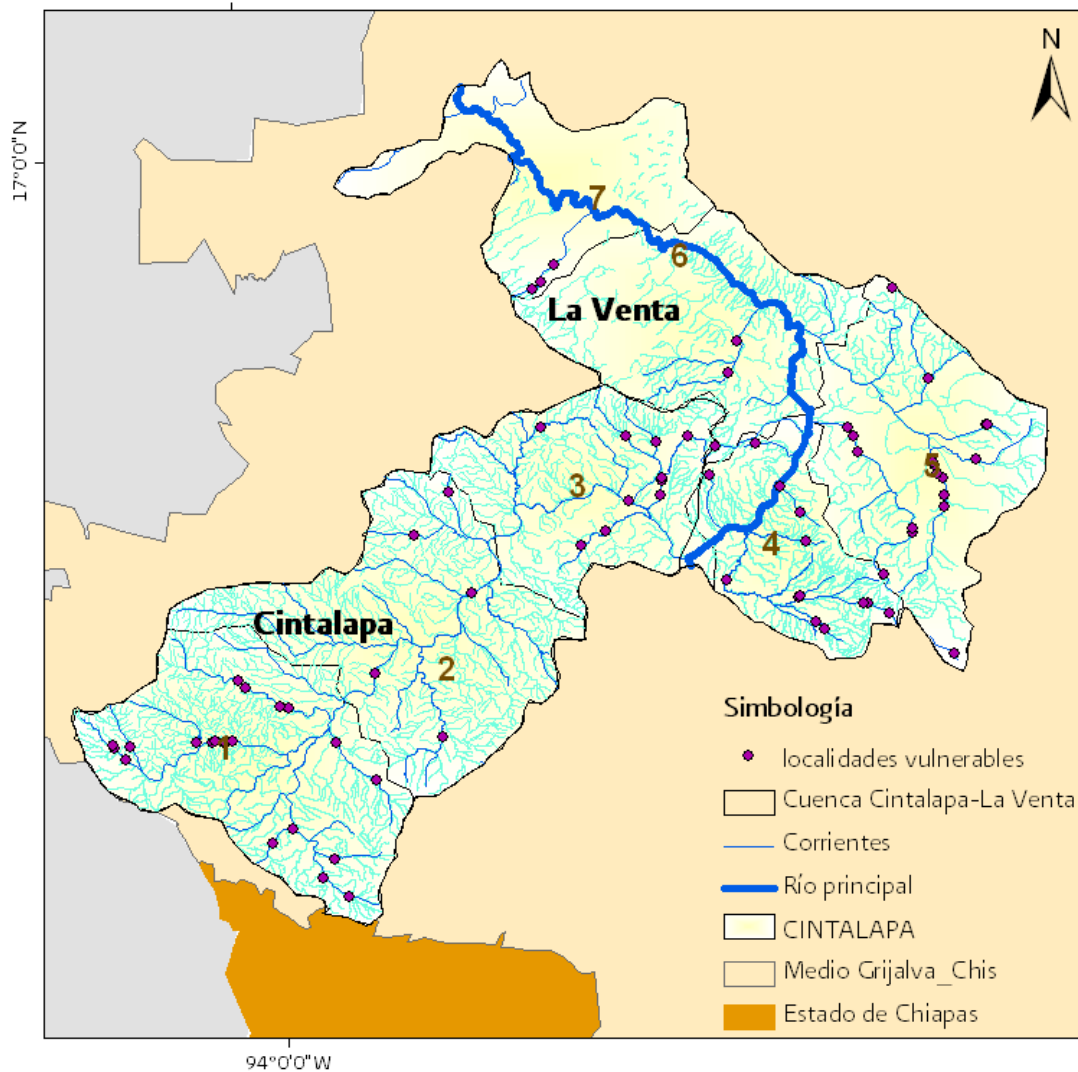 N
17°0'0"N
7
6
La Venta
5
3
4
Cintalapa
2
1
Simbología
localidades vulnerables
Cuenca Cintalapa-La Venta
Corrientes
Río principal
CINTALAPA
Medio Grijalva_Chis
Estado de Chiapas
94°0'0"W